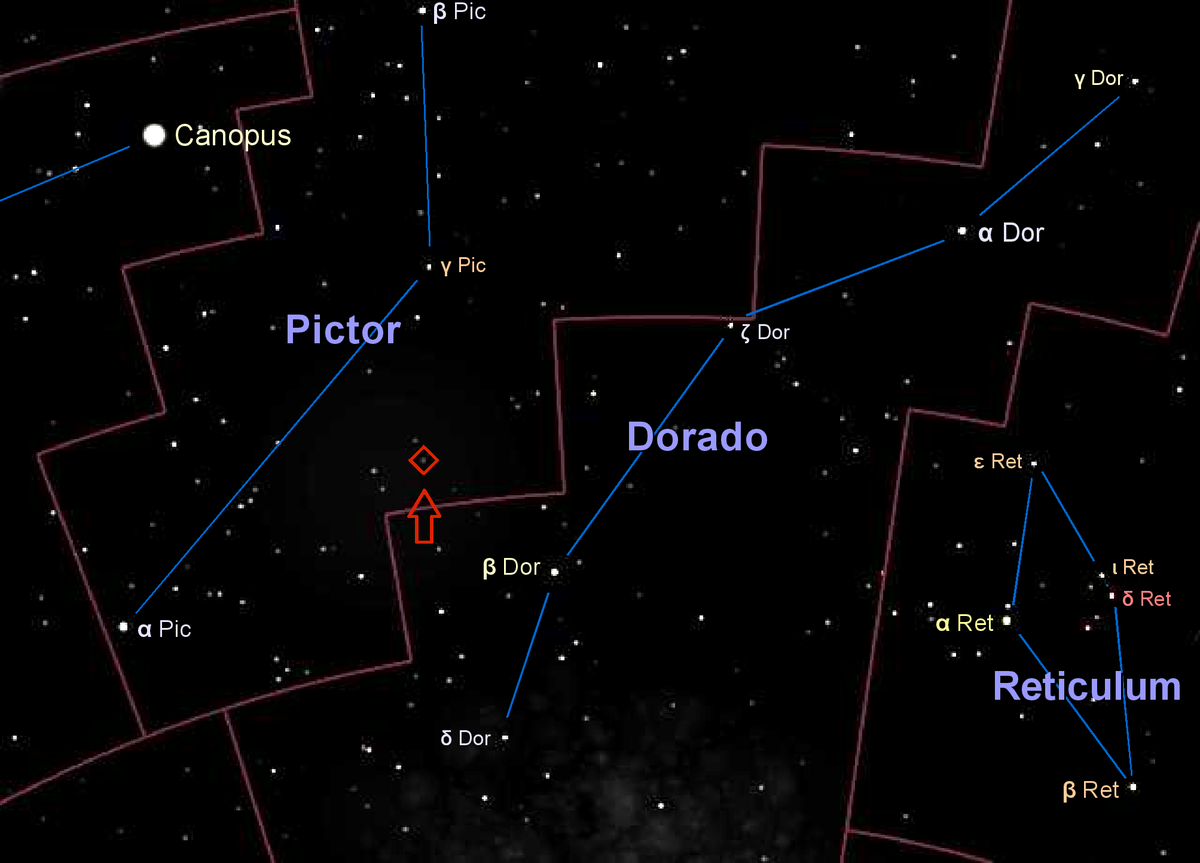 β Pic
γ Dor
Canopus
α Dor
γ Pic
Pictor
ζ Dor
Dorado
ε Ret
β Dor
ι Ret
δ Ret
α Ret
α Pic
Reticulum
δ Dor
β Ret